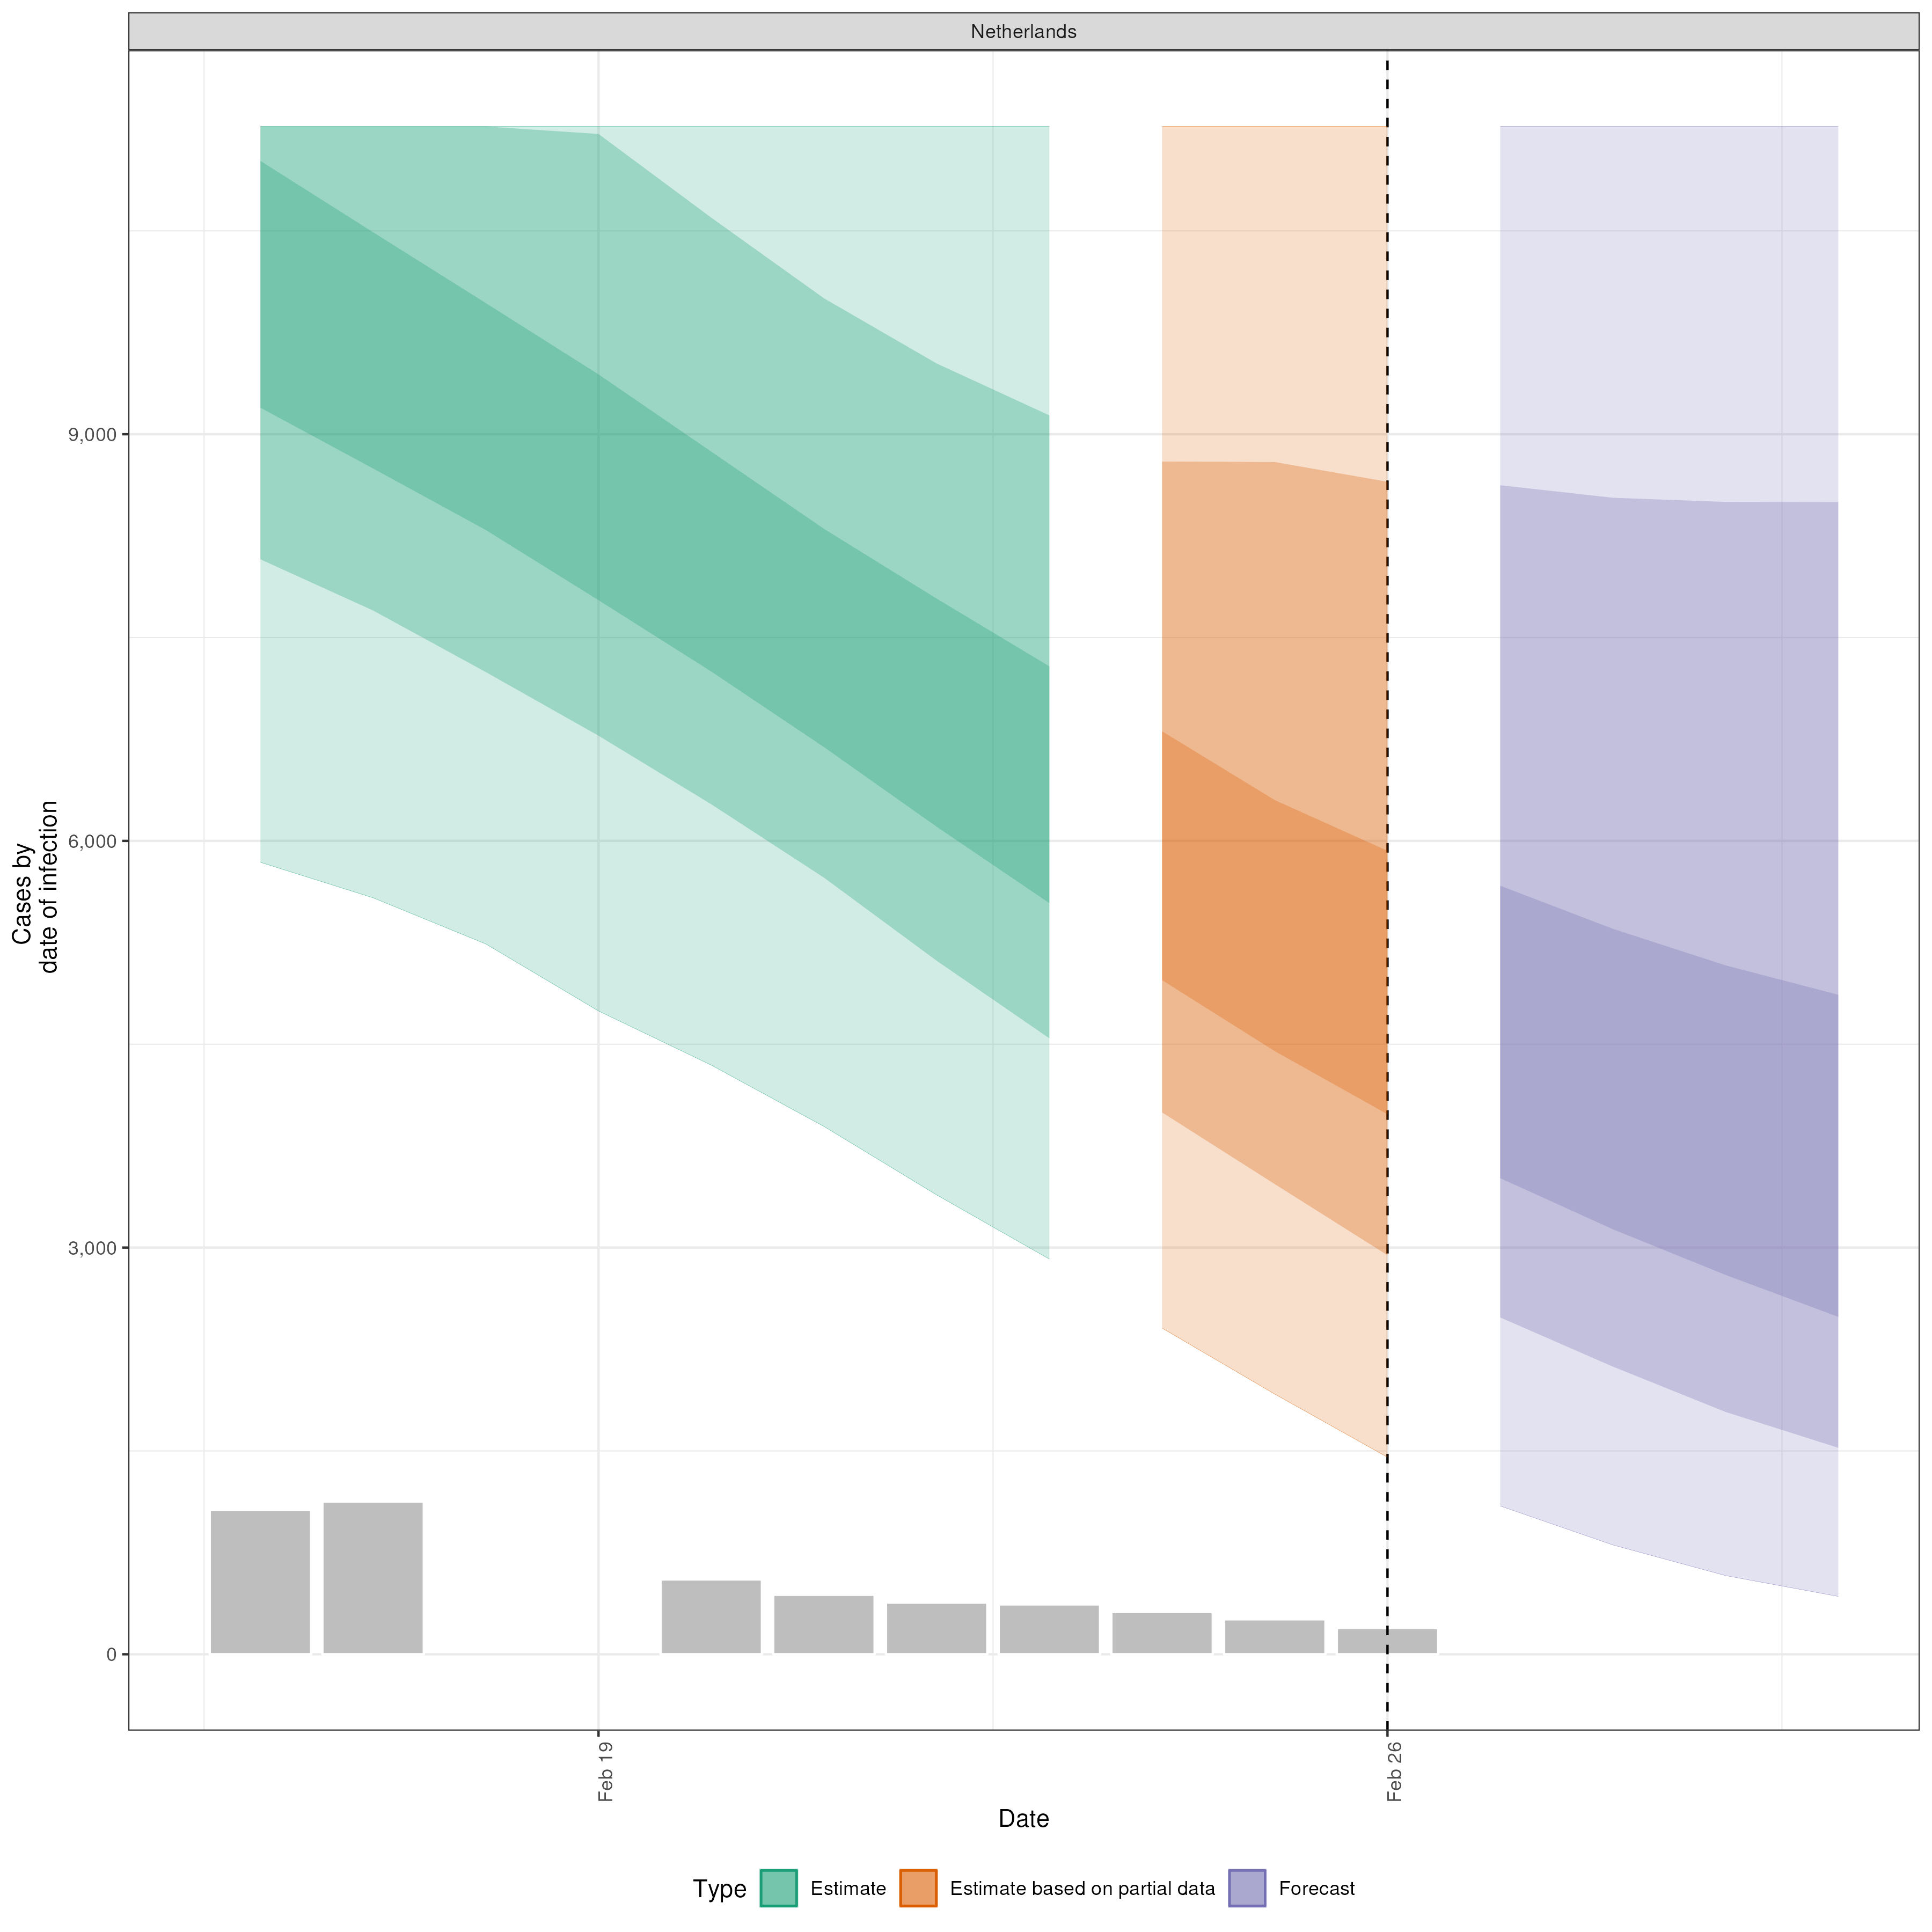 Netherlands
Cases by
date of infection
9,000
6,000
3,000
0
Feb 19
Feb 26
Date
Type
Estimate
Estimate based on partial data
Forecast